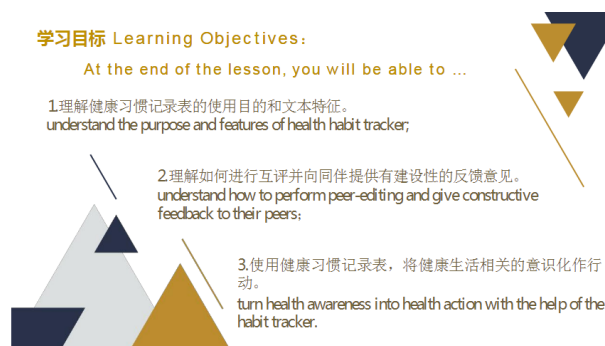 学习目标 Learning Objectives：
At the end of the lesson, you will be able to …
1.理解健康习惯记录表的使用目的和文本特征。
understand the purpose and features of health habit tracker;
2.理解如何进行互评并向同伴提供有建设性的反馈意见。
understand how to perform peer-editing and give constructive
feedback to their peers;
3.使用健康习惯记录表，将健康生活相关的意识化作行
动。
turn health awareness into health action with the help of the
habit tracker.